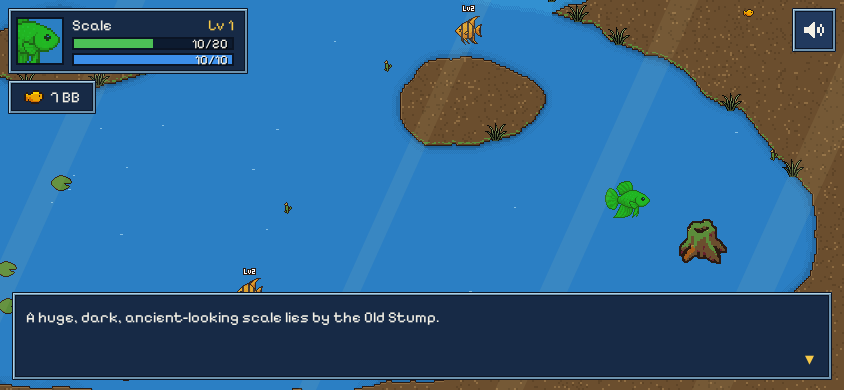 Scale Lv 1
10/20
10/10
7 BB
Lv2
Lv2
A huge, dark, ancient-looking scale lies by the Old Stump.